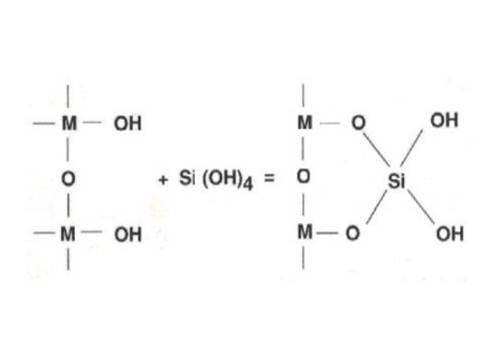 M — OH M — O OH
O + Si (OH)4 = O Si
M — OH M — O OH